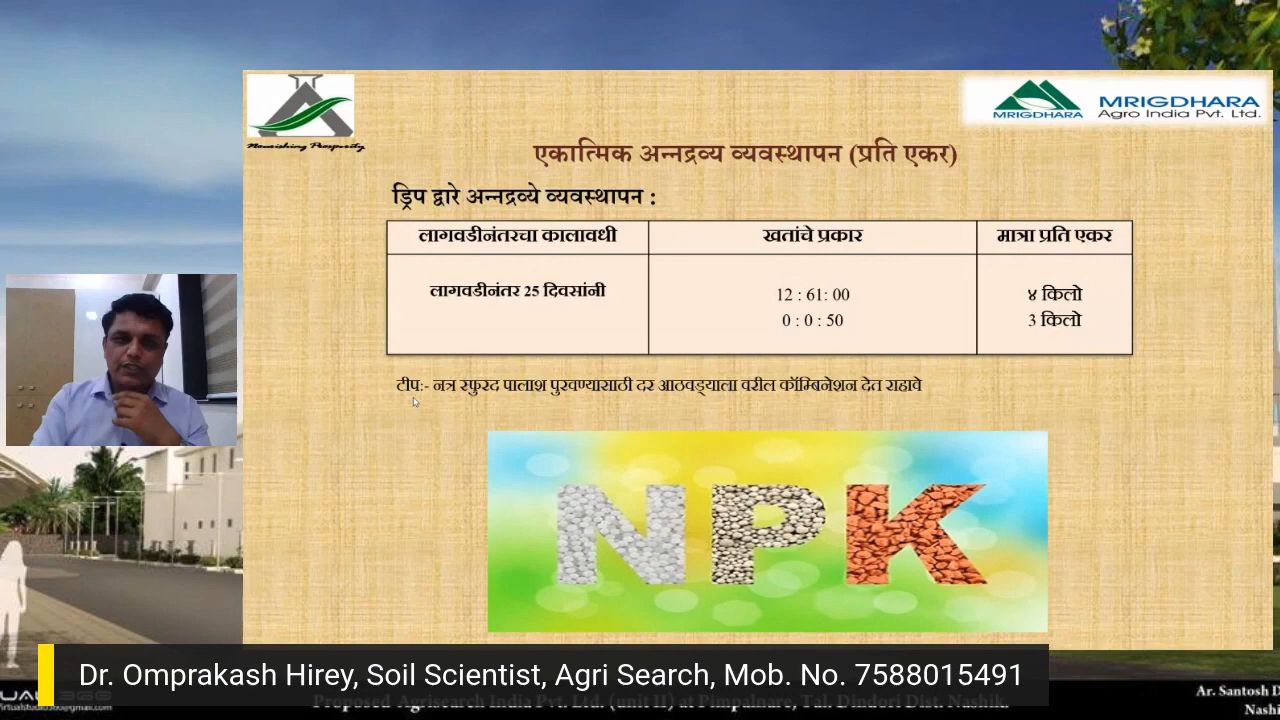 Nourishing Prosperity
MRIGDHARA
MRIGDHARA
Agro India Pvt. Ltd.
एकात्मिक अन्नद्रव्य व्यवस्थापन (प्रति एकर)
ड्रिप द्वारे अन्नद्रव्ये व्यवस्थापन :
लागवडीनंतरचा कालावधी खतांचे प्रकार मात्रा प्रति एकर
लागवडीनंतर 25 दिवसांनी 12 : 61: 00 ४ किलो
0 : 0 : 50 3 किलो
टीप:- नत्र स्फुरद पालाश पुरवण्यासाठी दर आठवड्याला वरील कॉम्बिनेशन देत राहावे
NPK
Dr. Omprakash Hirey, Soil Scientist, Agri Search, Mob. No. 7588015491
Proposed Agrisearch India Pvt. Ltd. (unit II) at Pimpalnare, Tal. Dindori Dist. Nashik.
Ar. Santosh D
Nashi